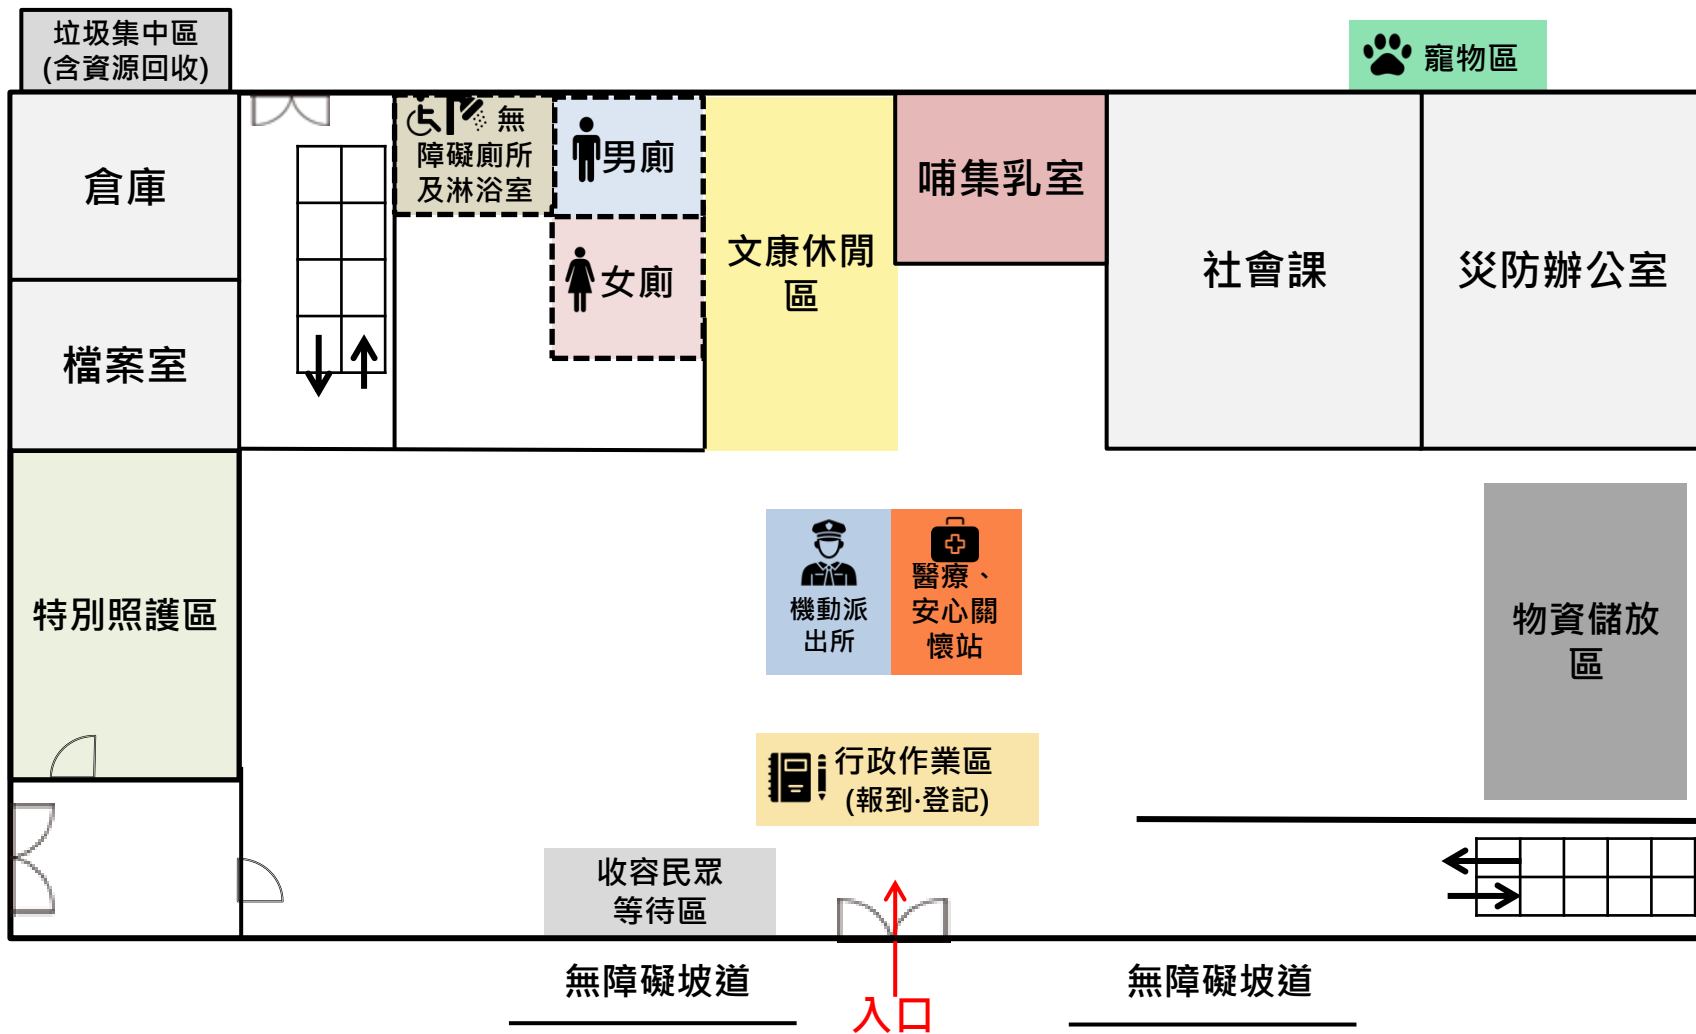 垃圾集中區
(含資源回收)
寵物區
倉庫
無
障礙廁所
及淋浴室
男廁
女廁
文康休閒
區
哺集乳室
社會課
災防辦公室
檔案室
特別照護區
機動派
出所
醫療、
安心關
懷站
物資儲放
區
行政作業區
(報到·登記)
收容民眾
等待區
無障礙坡道
入口
無障礙坡道